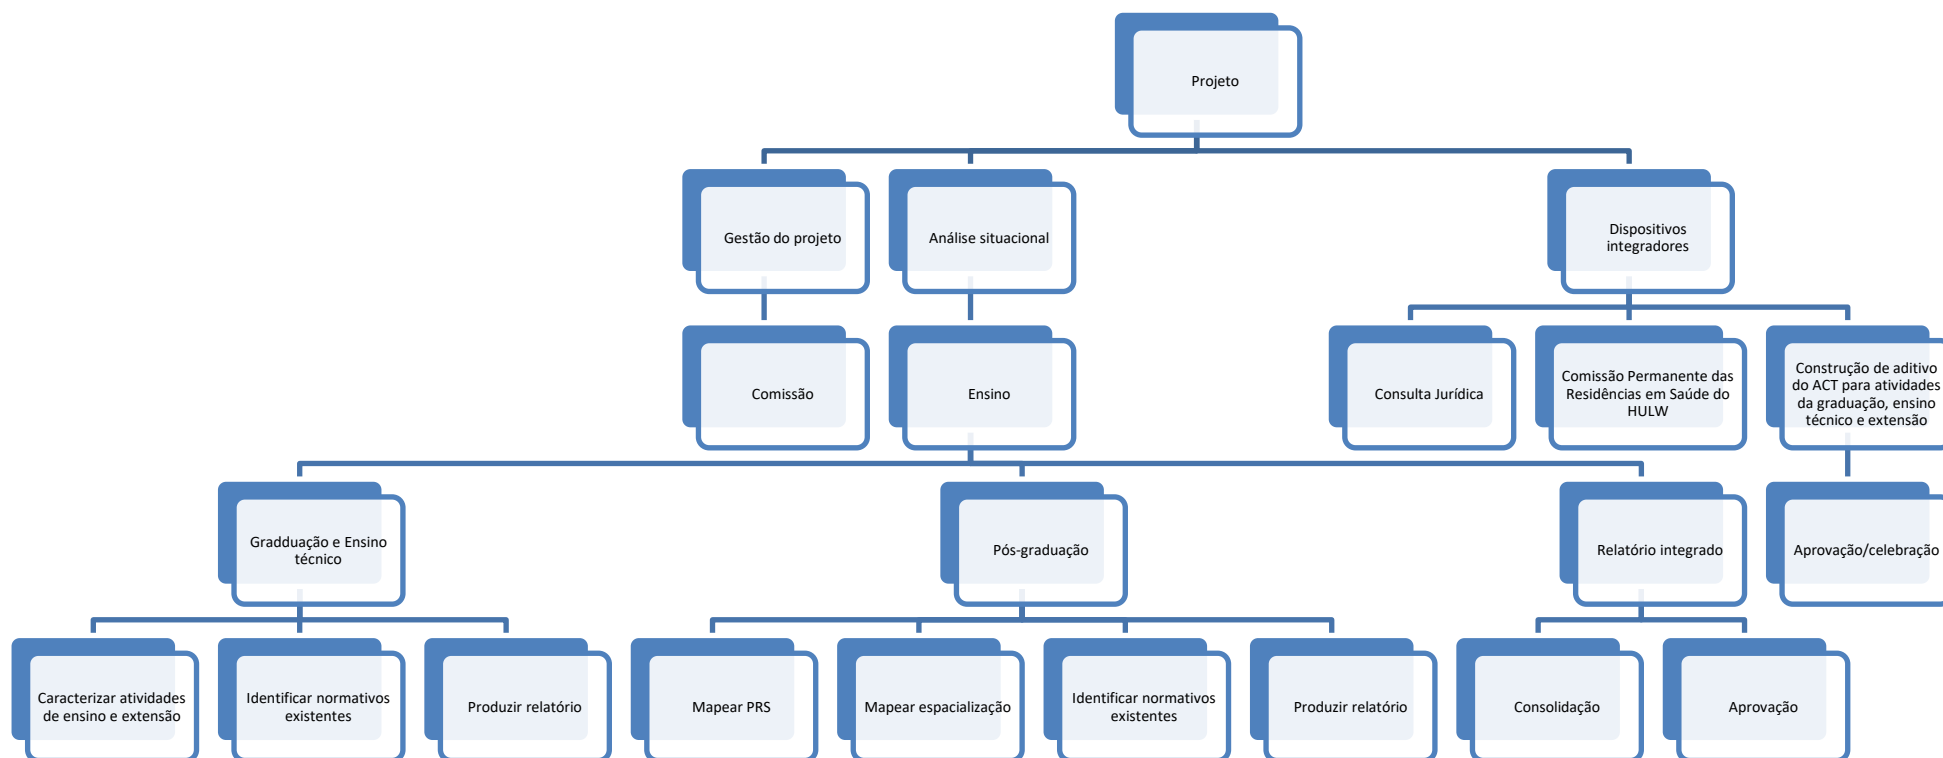 Projeto
Gestão do projeto
Análise situacional
Dispositivos
integradores
Comissão
Ensino
Consulta Jurídica
Comissão Permanente das
Residências em Saúde do
HULW
Construção de aditivo
do ACT para atividades
da graduação, ensino
técnico e extensão
Gradduação e Ensino
técnico
Pós-graduação
Relatório integrado
Aprovação/celebração
Caracterizar atividades
de ensino e extensão
Identificar normativos
existentes
Produzir relatório
Mapear PRS
Mapear espacialização
Identificar normativos
existentes
Produzir relatório
Consolidação
Aprovação